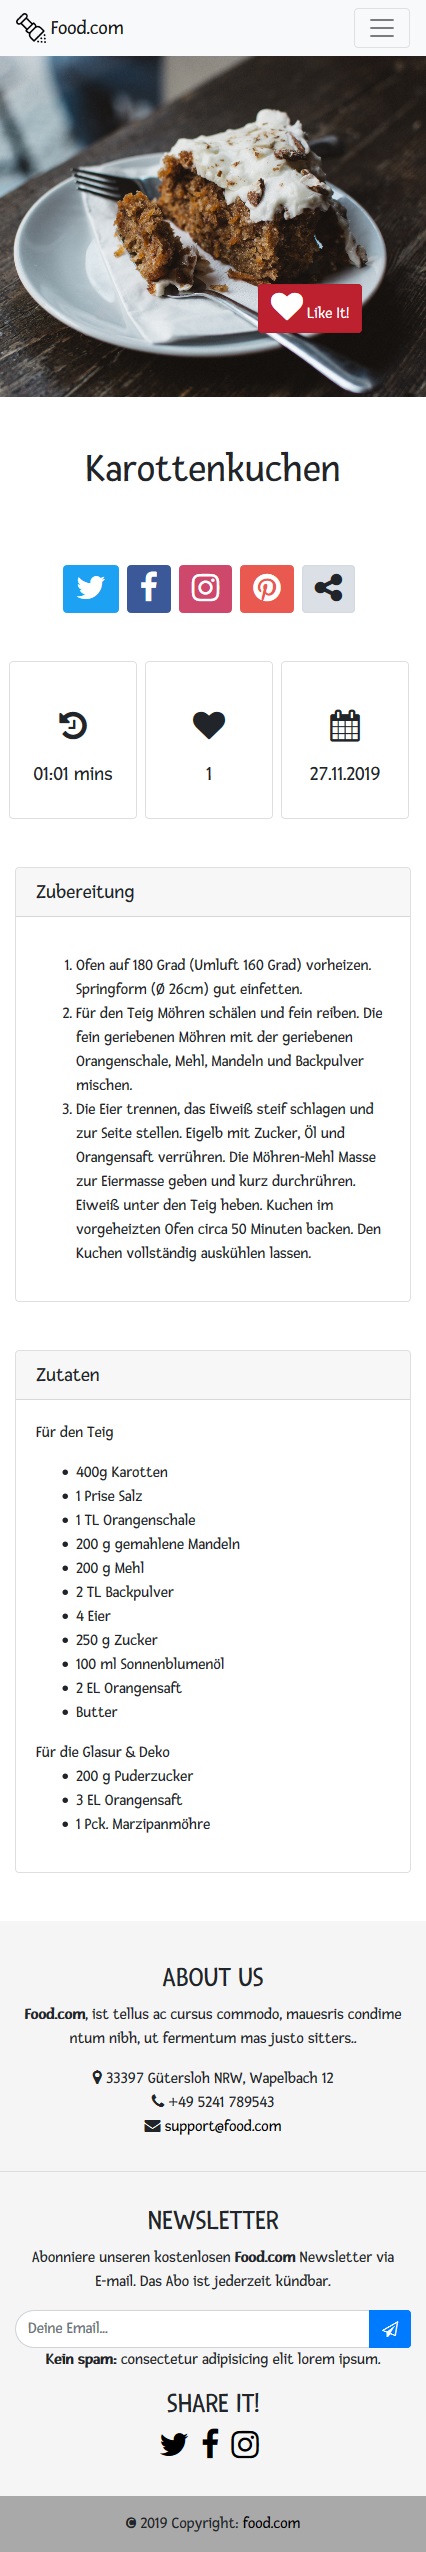 Food.com
Like It!
Karottenkuchen
01:01 mins
1
27.11.2019
Zubereitung
1. Ofen auf 180 Grad (Umluft 160 Grad) vorheizen.
Springform (Ø 26cm) gut einfetten.
2. Für den Teig Möhren schälen und fein reiben. Die
fein geriebenen Möhren mit der geriebenen
Orangenschale, Mehl, Mandeln und Backpulver
mischen.
3. Die Eier trennen, das Eiweiß steif schlagen und
zur Seite stellen. Eigelb mit Zucker, Öl und
Orangensaft verrühren. Die Möhren-Mehl Masse
zur Eiermasse geben und kurz durchrühren.
Eiweiß unter den Teig heben. Kuchen im
vorgeheizten Ofen circa 50 Minuten backen. Den
Kuchen vollständig auskühlen lassen.
Zutaten
Für den Teig
• 400g Karotten
• 1 Prise Salz
• 1 TL Orangenschale
• 200 g gemahlene Mandeln
• 200 g Mehl
• 2 TL Backpulver
• 4 Eier
• 250 g Zucker
• 100 ml Sonnenblumenöl
• 2 EL Orangensaft
• Butter
Für die Glasur & Deko
• 200 g Puderzucker
• 3 EL Orangensaft
• 1 Pck. Marzipanmöhre
ABOUT US
Food.com, ist tellus ac cursus commodo, mauesris condime
ntum nibh, ut fermentum mas justo sitters..
33397 Gütersloh NRW, Wapelbach 12
+49 5241 789543
support@food.com
NEWSLETTER
Abonniere unseren kostenlosen Food.com Newsletter via
E-mail. Das Abo ist jederzeit kündbar.
Deine Email...
Kein spam: consectetur adipisicing elit lorem ipsum.
SHARE IT!
© 2019 Copyright: food.com